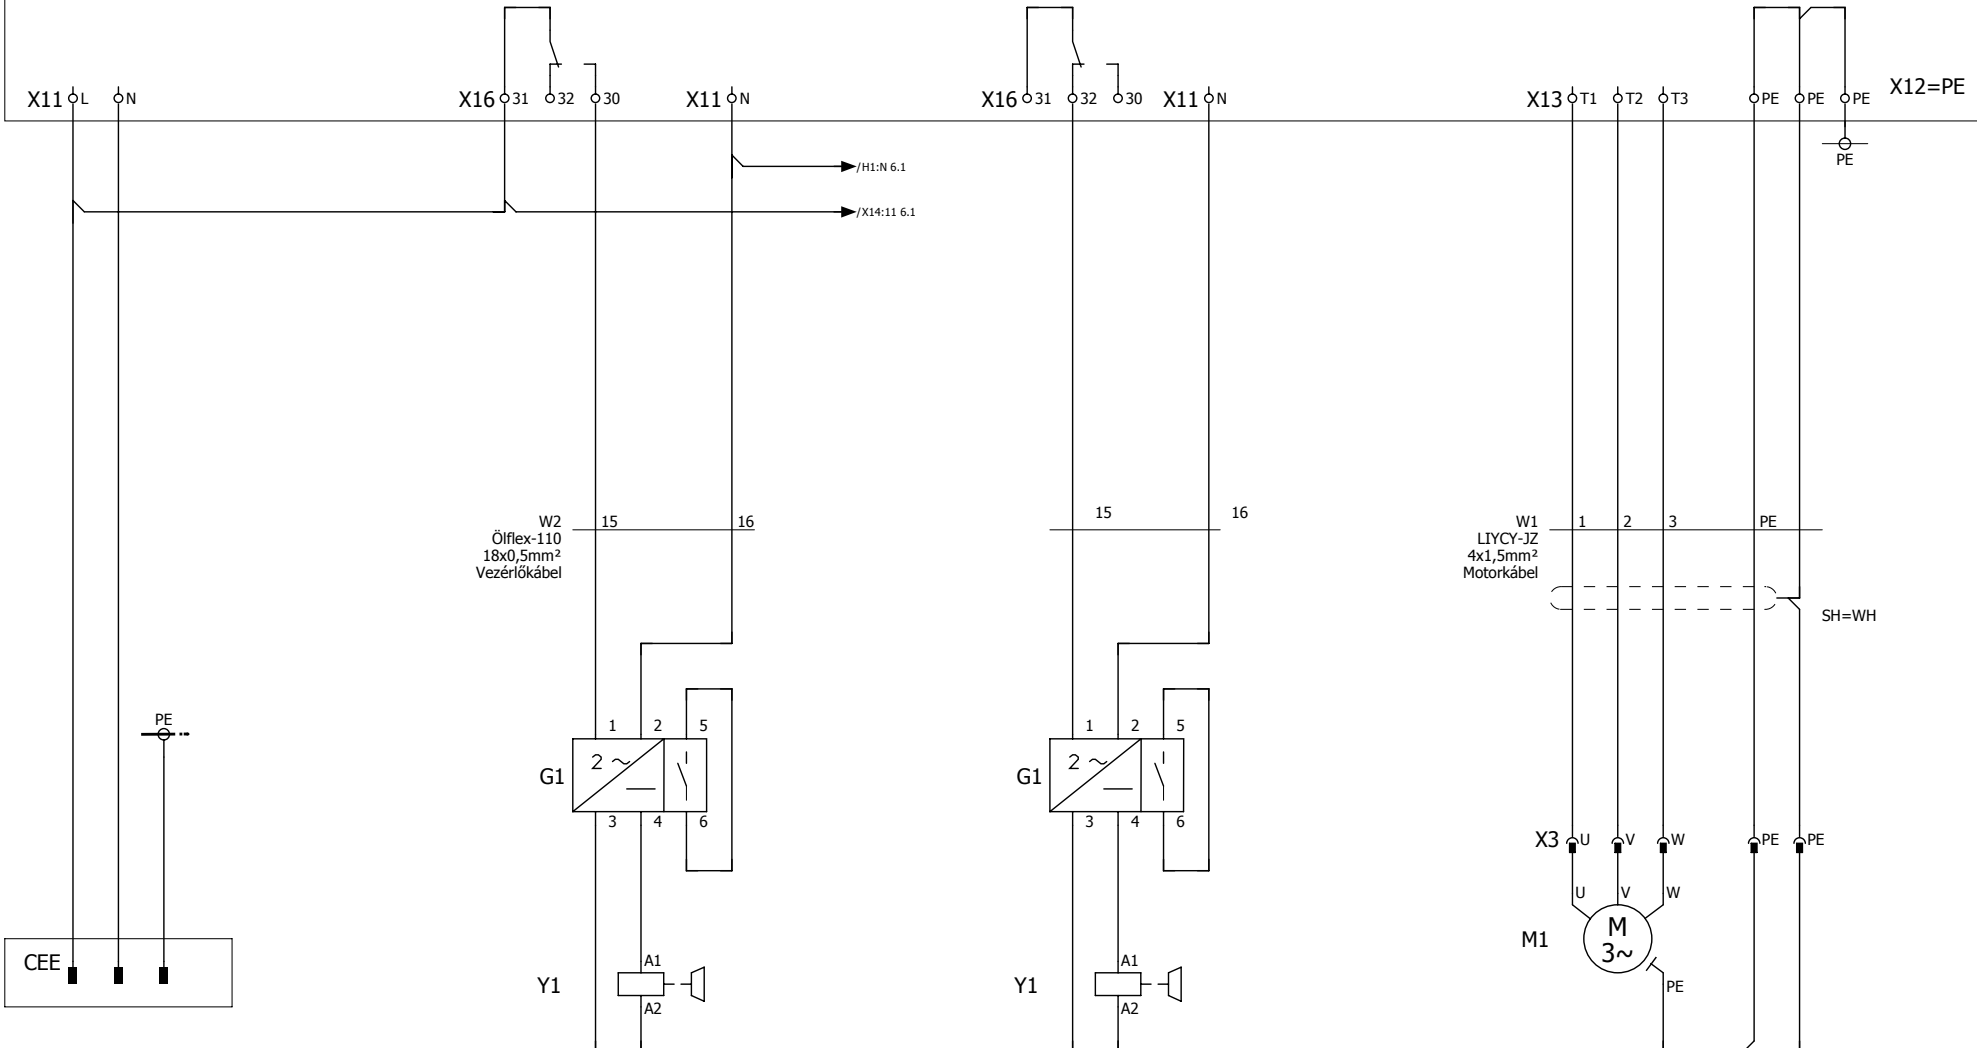 X11 L N X16 31 32 30 X11 N X16 31 32 30 X11 N X13 T1 T2 T3 PE PE PE X12=PE
PE
/H1:N 6.1
/X14:11 6.1
W2 15 16
Ölflex-110
18x0,5mm²
Vezérlőkábel
15 16
W1 1 2 3 PE
LIYCY-JZ
4x1,5mm²
Motorkábel
SH=WH
PE
1 2 5
G1 2 ~
3 4 6
1 2 5
G1 2 ~
3 4 6
X3 U V W PE PE
U V W
M1 M
3~
PE
CEE
A1
Y1
A2
A1
Y1
A2